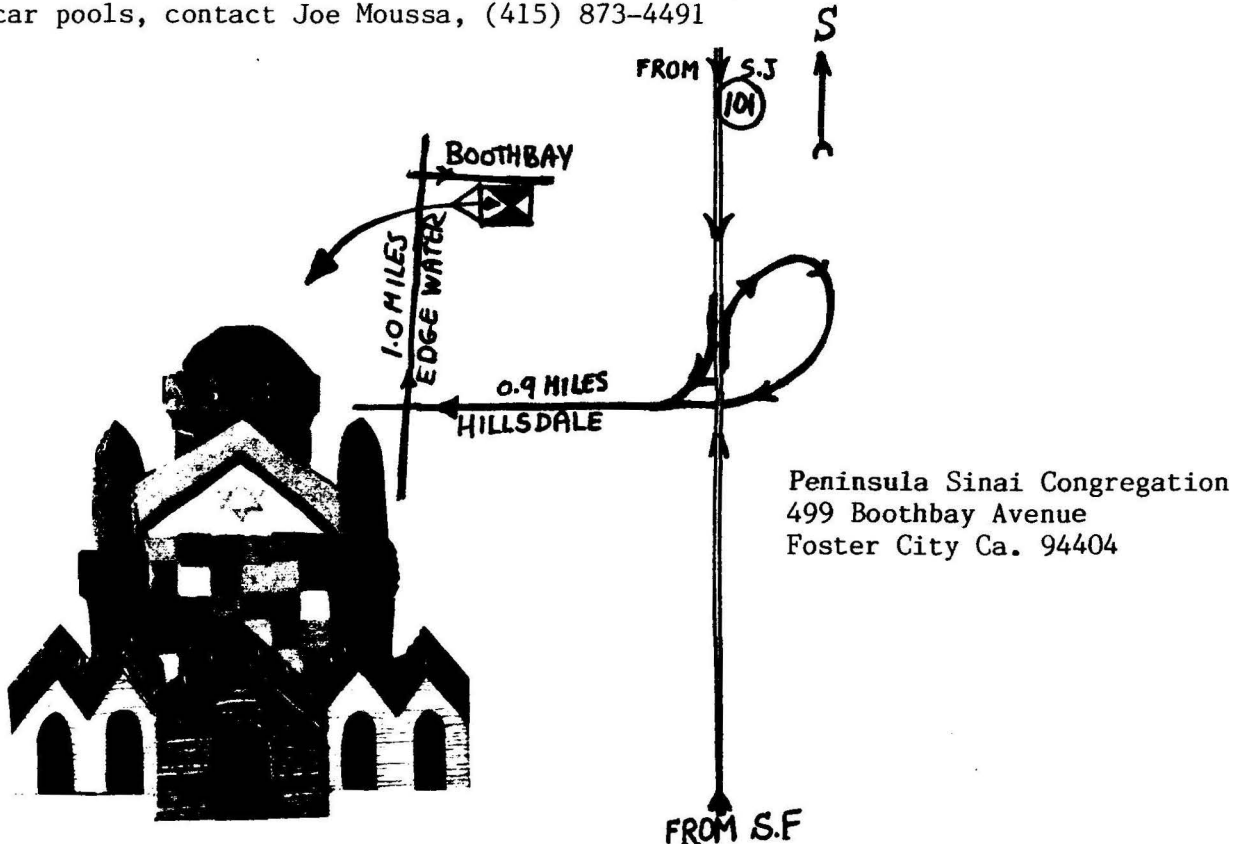 car pools, contact Joe Moussa, (415) 873-4491
S
FROM S.J
101
BOOTHBAY
1.0 MILES
EDGE WATER
0.9 MILES
HILLSDALE
Peninsula Sinai Congregation
499 Boothbay Avenue
Foster City Ca. 94404
FROM S.F